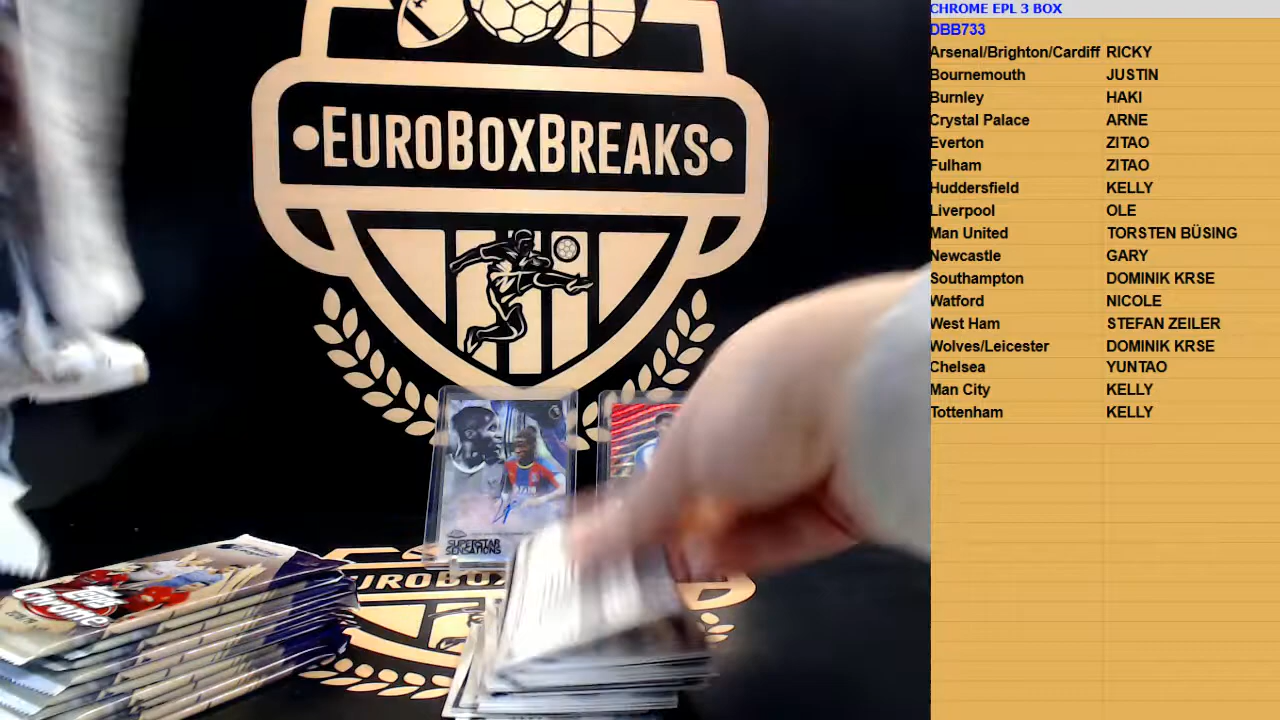 EUROBOXBREAKS
SUPERSTAR
SENSATIONS
Topps
Chrome
CHROME EPL 3 BOX
DBB733
Arsenal/Brighton/Cardiff RICKY
Bournemouth JUSTIN
Burnley HAKI
Crystal Palace ARNE
Everton ZITAO
Fulham ZITAO
Huddersfield KELLY
Liverpool OLE
Man United TORSTEN BÜSING
Newcastle GARY
Southampton DOMINIK KRSE
Watford NICOLE
West Ham STEFAN ZEILER
Wolves/Leicester DOMINIK KRSE
Chelsea YUNTAO
Man City KELLY
Tottenham KELLY